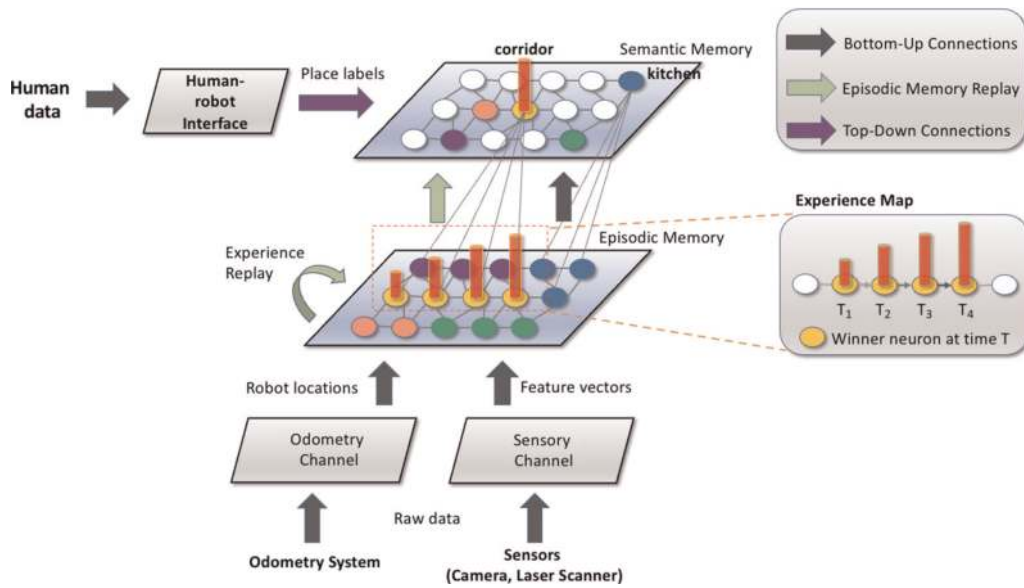 corridor
Semantic Memory
kitchen
Human
data
Human-
robot
Interface
Place labels
Bottom-Up Connections
Episodic Memory Replay
Top-Down Connections
Experience
Replay
Episodic Memory
Experience Map
T1 T2 T3 T4
Winner neuron at time T
Robot locations
Feature vectors
Odometry
Channel
Sensory
Channel
Raw data
Odometry System
Sensors
(Camera, Laser Scanner)